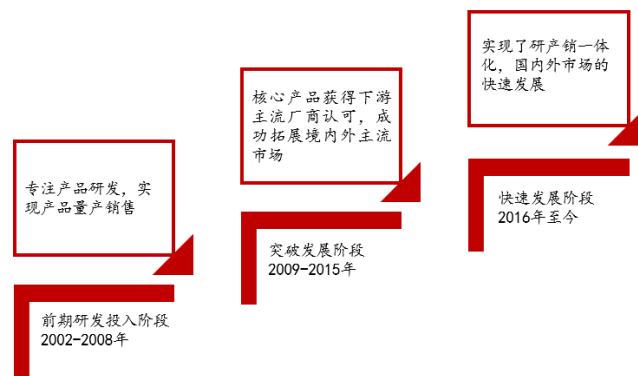 专注产品研发，实
现产品量产销售
前期研发投入阶段
2002-2008年
核心产品获得下游
主流厂商认可，成
功拓展境内外主流
市场
突破发展阶段
2009-2015年
实现了研产销一体
化，国内外市场的
快速发展
快速发展阶段
2016年至今